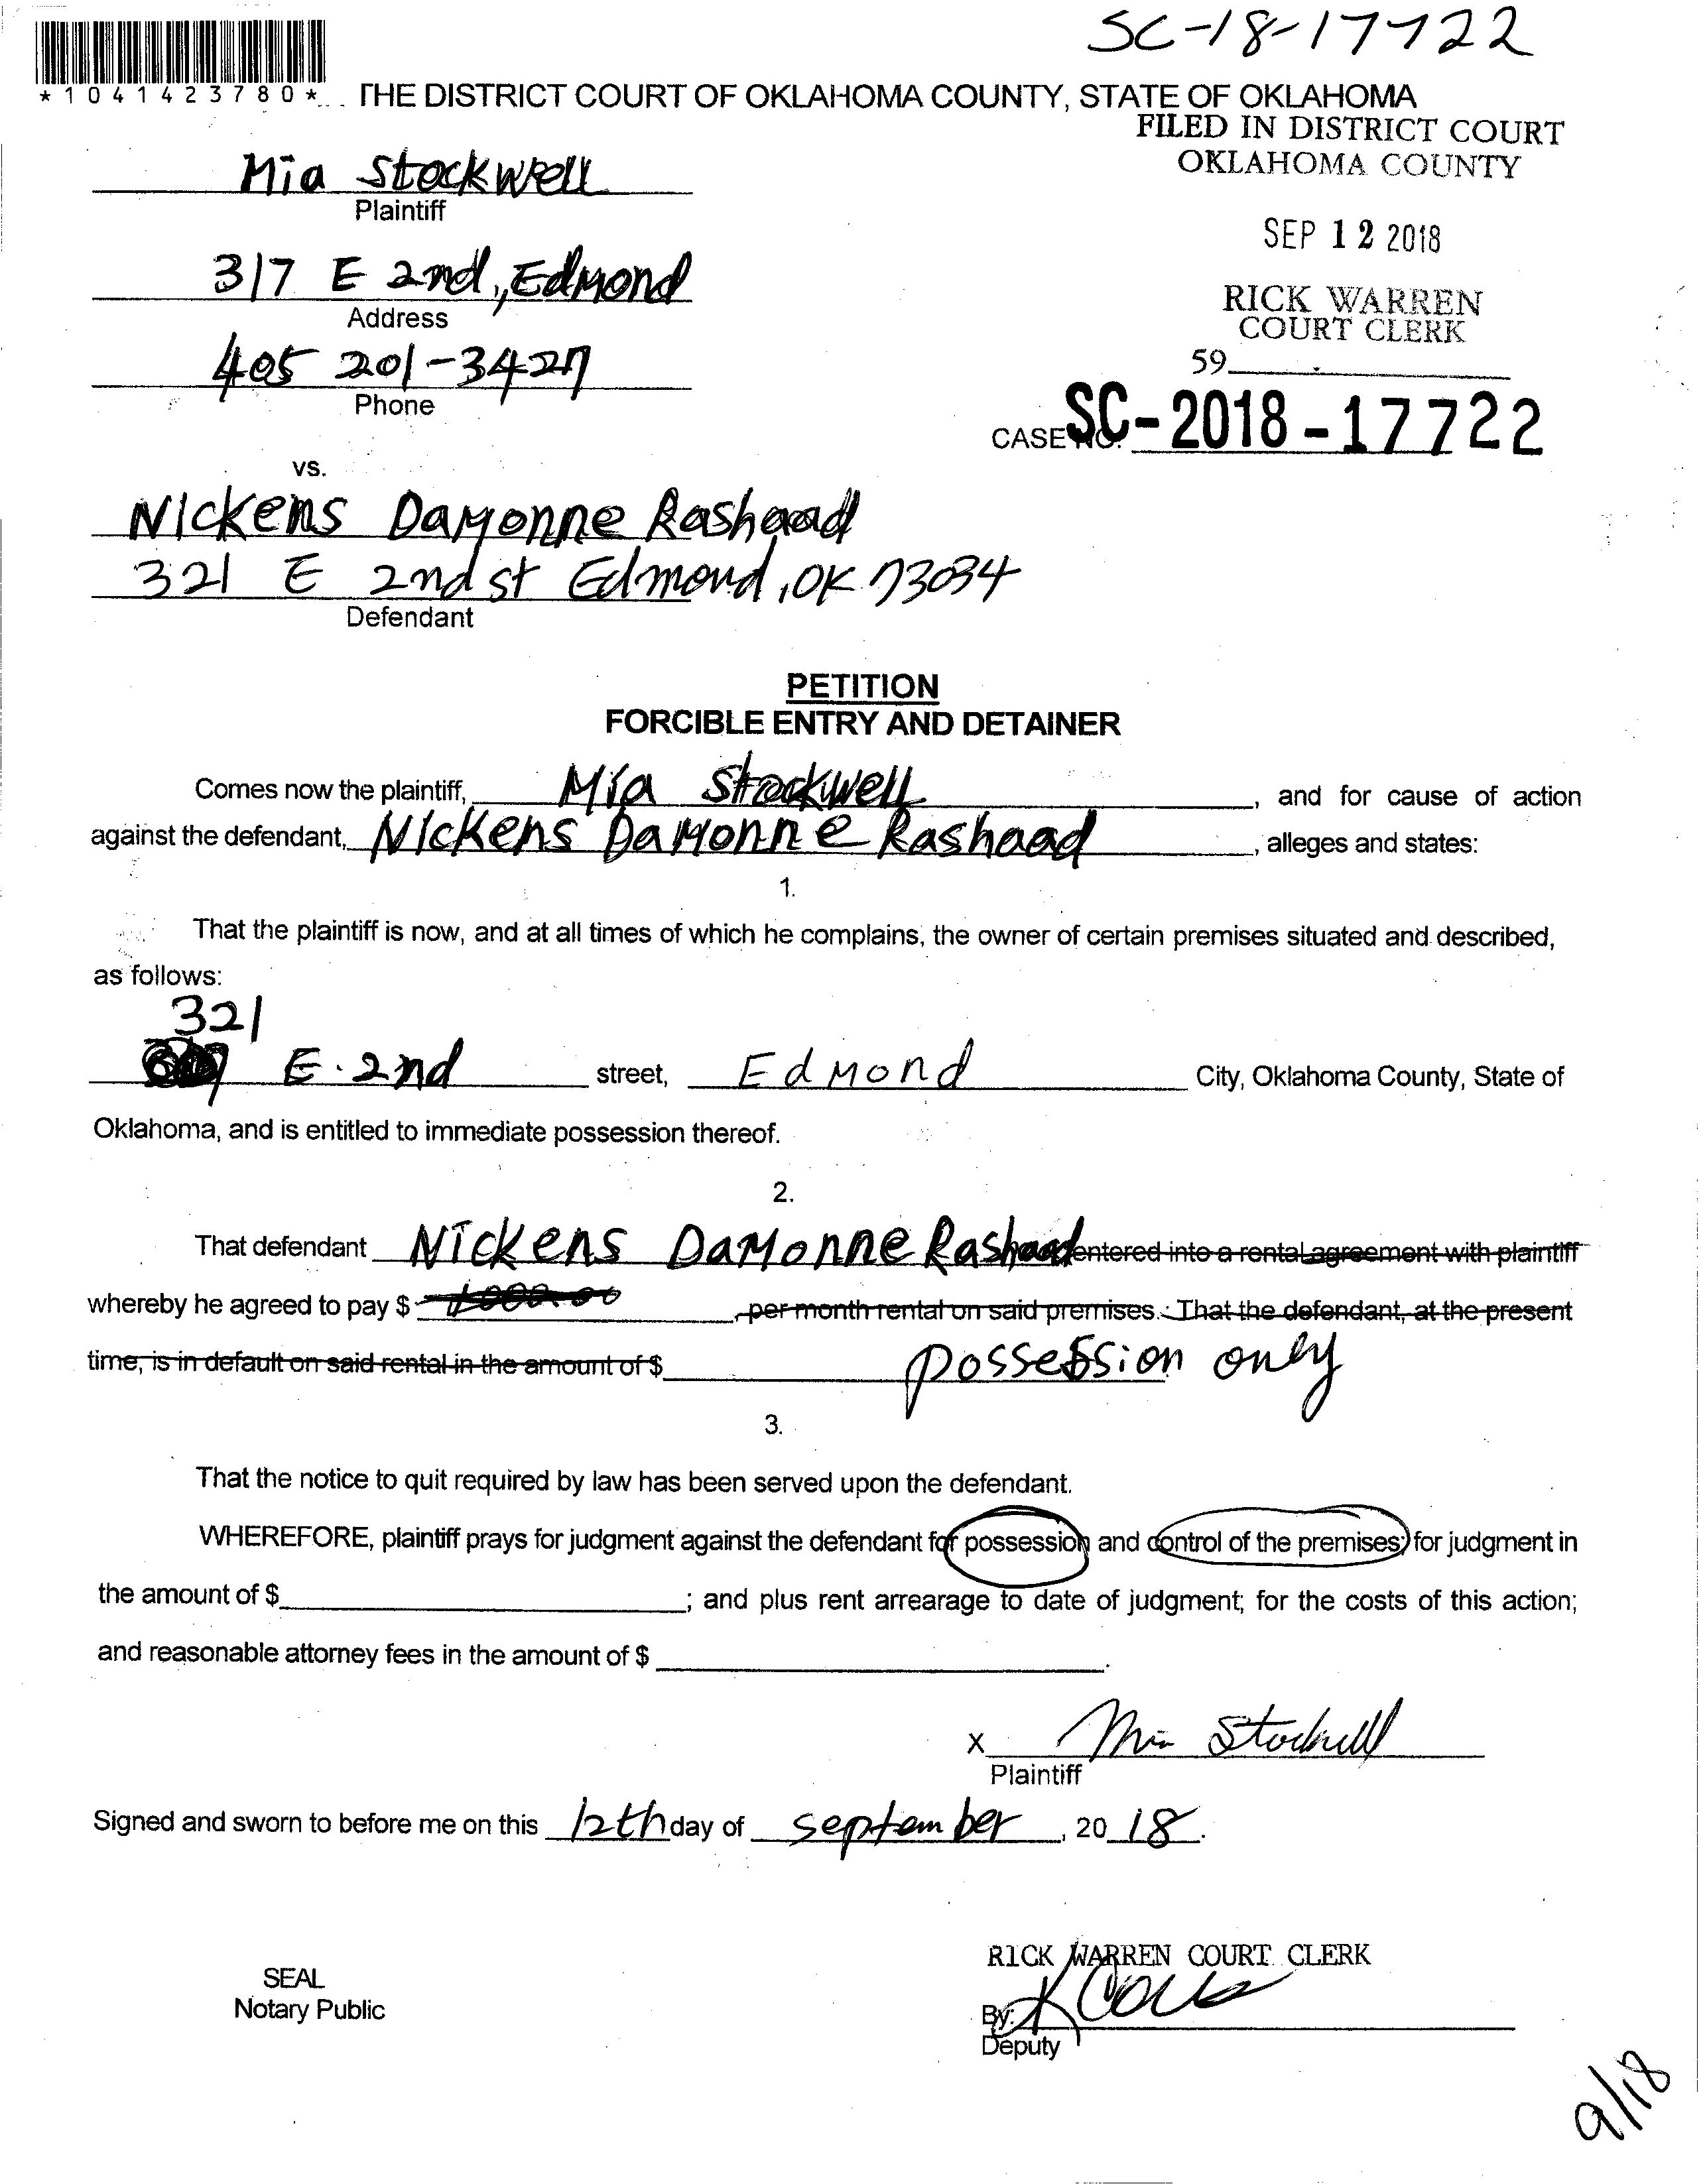 SC-18-17722
*1041423780* THE DISTRICT COURT OF OKLAHOMA COUNTY, STATE OF OKLAHOMA
FILED IN DISTRICT COURT
OKLAHOMA COUNTY
Mia Stockwell
Plaintiff
SEP 12 2018
317 E 2nd, Edmond
Address
RICK WARREN
COURT CLERK
405 201-3427
Phone
59
CASE NO. SC-2018-17722
vs.
Nickens Damonne Rashaad
321 E 2nd st Edmond, OK 73034
Defendant
PETITION
FORCIBLE ENTRY AND DETAINER
Comes now the plaintiff, Mia Stockwell, and for cause of action
against the defendant, Nickens Damonne Rashaad, alleges and states:
1.
That the plaintiff is now, and at all times of which he complains, the owner of certain premises situated and described,
as follows:
321
E. 2nd street, Edmond City, Oklahoma County, State of
Oklahoma, and is entitled to immediate possession thereof.
2.
That defendant Nickens Damonne Rashaad entered into a rental agreement with plaintiff
whereby he agreed to pay $ 1000.00, per month rental on said premises. That the defendant, at the present
time, is in default on said rental in the amount of $ possession only
3.
That the notice to quit required by law has been served upon the defendant.
WHEREFORE, plaintiff prays for judgment against the defendant for possession and control of the premises; for judgment in
the amount of $ ; and plus rent arrearage to date of judgment; for the costs of this action;
and reasonable attorney fees in the amount of $ .
x Mia Stockwell
Plaintiff
Signed and sworn to before me on this 12th day of september, 20 18.
RICK WARREN COURT CLERK
SEAL
Notary Public
By:
Deputy
9/18